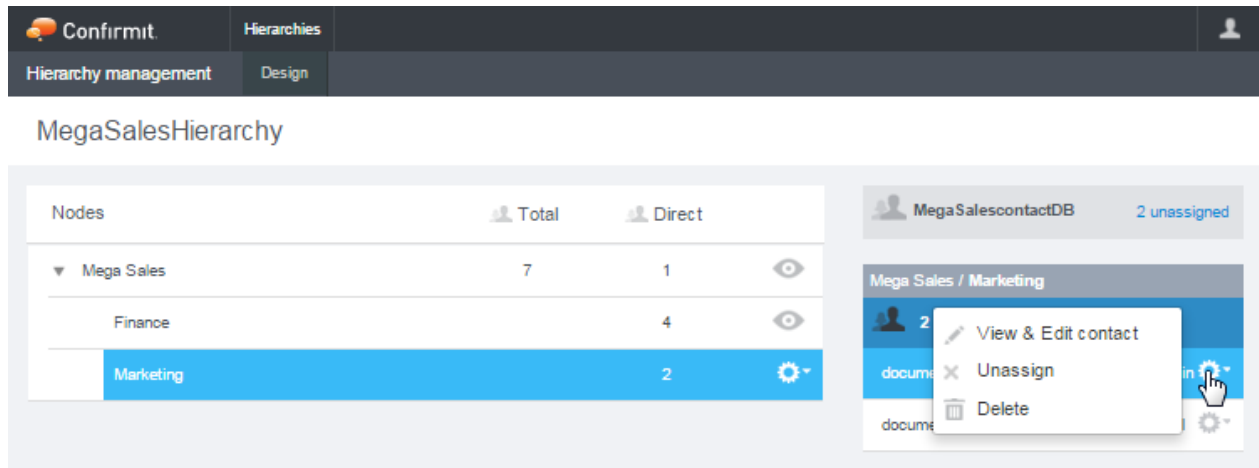 Confirmit. Hierarchies
Hierarchy management Design
MegaSalesHierarchy
Nodes Total Direct
MegaSalescontactDB 2 unassigned
Mega Sales 7 1
Mega Sales / Marketing
Finance 4
2
View & Edit contact
Marketing 2
Unassign
Delete